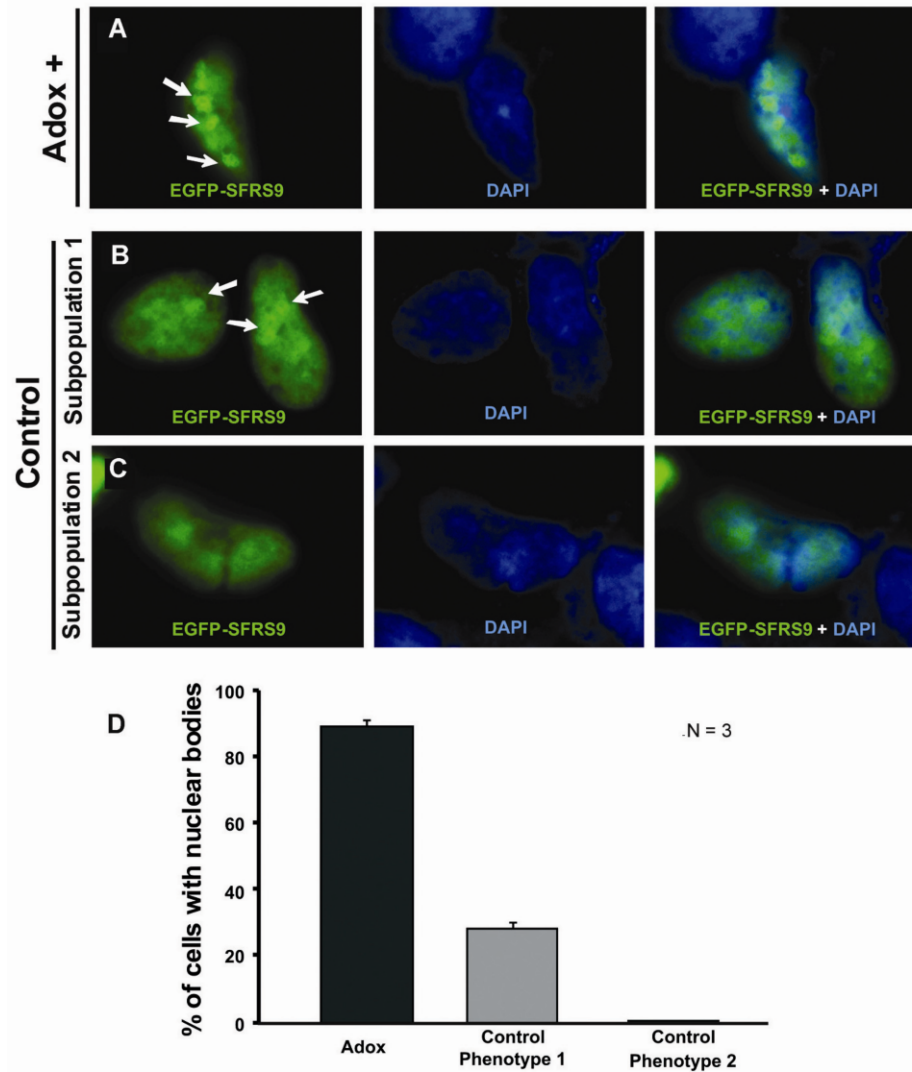 Adox +
A
EGFP-SFRS9
DAPI
EGFP-SFRS9 + DAPI
Control
Subpopulation 1
B
EGFP-SFRS9
DAPI
EGFP-SFRS9 + DAPI
Subpopulation 2
C
EGFP-SFRS9
DAPI
EGFP-SFRS9 + DAPI
D
.N = 3
% of cells with nuclear bodies
100
80
60
40
20
0
Adox
Control
Phenotype 1
Control
Phenotype 2